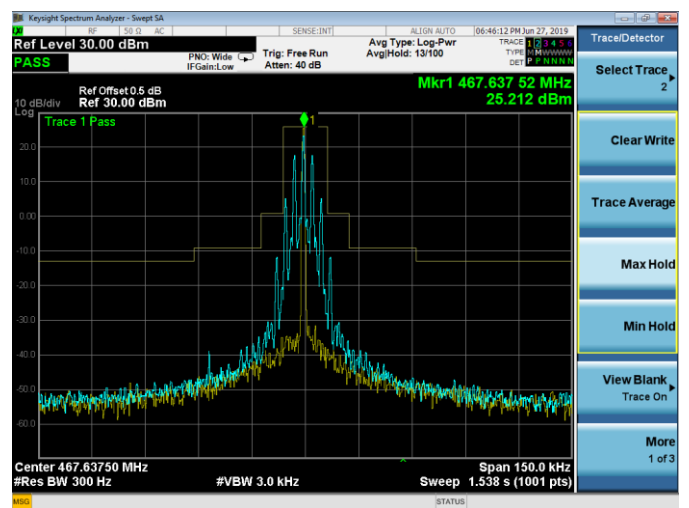 Keysight Spectrum Analyzer - Swept SA
RF 50 Ω AC SENSE:INT ALIGN AUTO 06:46:12 PM Jun 27, 2019
Ref Level 30.00 dBm
PASS
PNO: Wide
IFGain:Low
Trig: Free Run
Atten: 40 dB
Avg Type: Log-Pwr
Avg|Hold: 13/100
TRACE 1 2 3 4 5 6
TYPE M M W W W W
DET P P N N N N
Ref Offset 0.5 dB
10 dB/div Ref 30.00 dBm
Log
Mkr1 467.637 52 MHz
25.212 dBm
Trace 1 Pass
1
20.0
10.0
0.00
-10.0
-20.0
-30.0
-40.0
-50.0
-60.0
Center 467.63750 MHz
Span 150.0 kHz
#Res BW 300 Hz
#VBW 3.0 kHz
Sweep 1.538 s (1001 pts)
MSG
STATUS
Trace/Detector
Select Trace
2
Clear Write
Trace Average
Max Hold
Min Hold
View Blank
Trace On
More
1 of 3